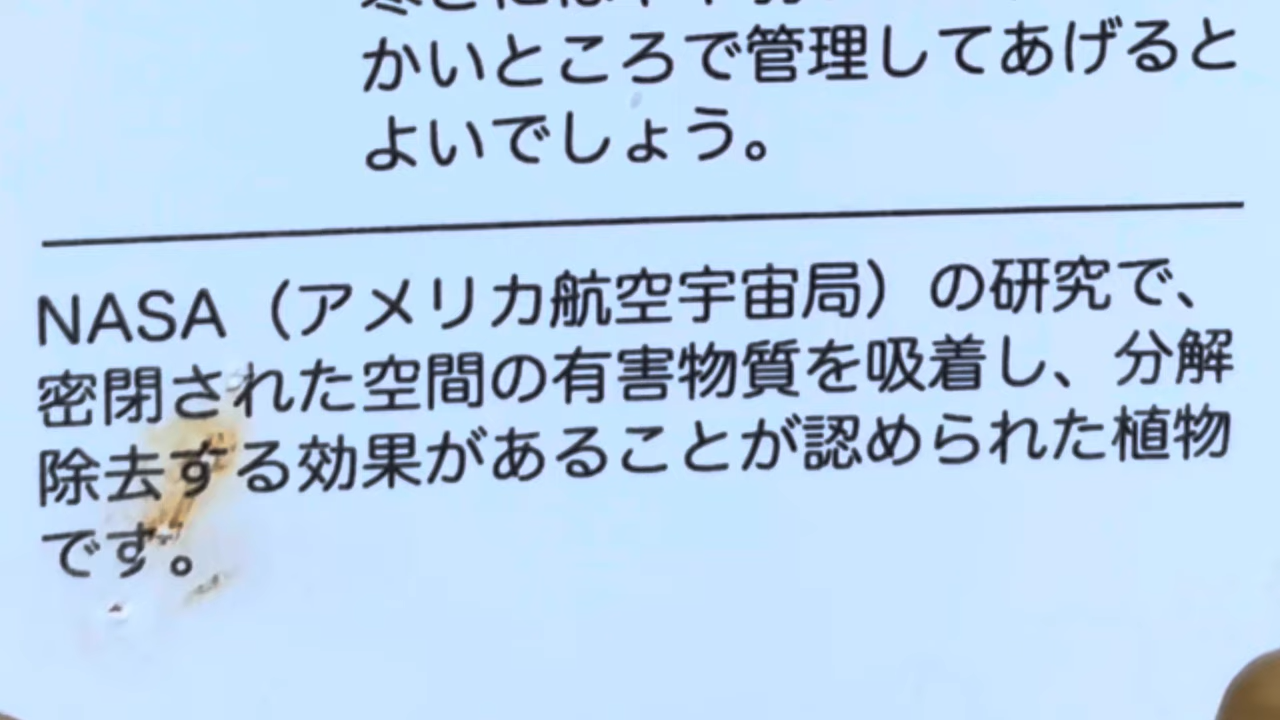 かいところで管理してあげると
よいでしょう。
NASA（アメリカ航空宇宙局）の研究で、
密閉された空間の有害物質を吸着し、分解
除去する効果があることが認められた植物
です。